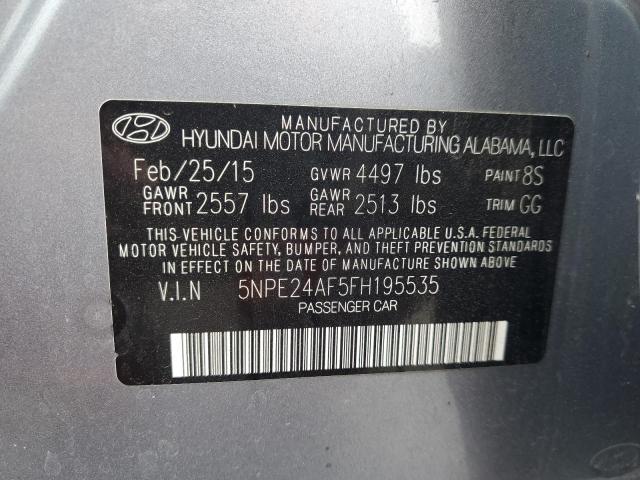 MANUFACTURED BY
HYUNDAI MOTOR MANUFACTURING ALABAMA, LLC
Feb/25/15 GVWR 4497 lbs PAINT 8S
GAWR FRONT 2557 lbs GAWR REAR 2513 lbs TRIM GG
THIS VEHICLE CONFORMS TO ALL APPLICABLE U.S.A. FEDERAL
MOTOR VEHICLE SAFETY, BUMPER, AND THEFT PREVENTION STANDARDS
IN EFFECT ON THE DATE OF MANUFACTURE SHOWN ABOVE.
V.I.N 5NPE24AF5FH195535
PASSENGER CAR